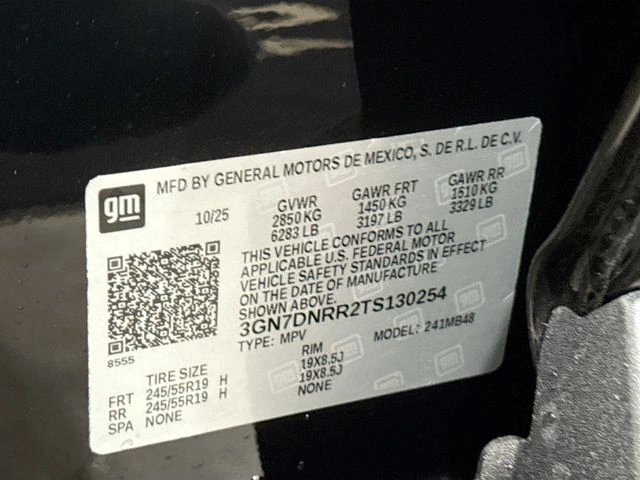 gm
MFD BY GENERAL MOTORS DE MEXICO, S. DE R.L. DE C.V.
10/25 GVWR GAWR FRT GAWR RR
2850 KG 1450 KG 1510 KG
6283 LB 3197 LB 3329 LB
THIS VEHICLE CONFORMS TO ALL
APPLICABLE U.S. FEDERAL MOTOR
VEHICLE SAFETY STANDARDS IN EFFECT
ON THE DATE OF MANUFACTURE
SHOWN ABOVE.
3GN7DNRR2TS130254
TYPE: MPV MODEL: 241MB48
8555
TIRE SIZE RIM
FRT 245/55R19 H 19X8.5J
RR 245/55R19 H 19X8.5J
SPA NONE NONE